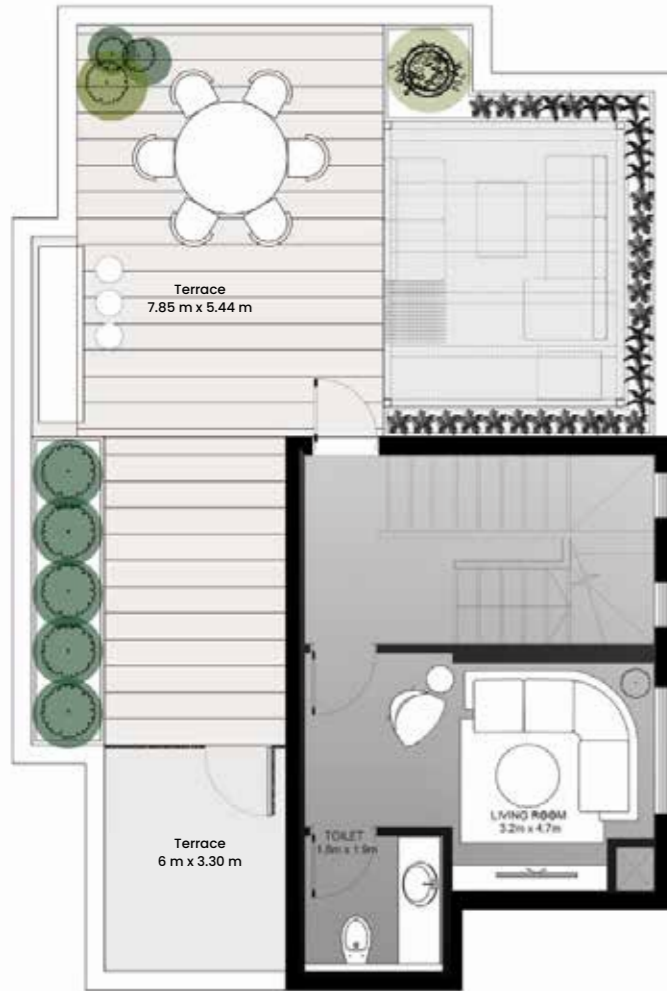 Terrace
7.85 m x 5.44 m
TOILET
1.8m x 1.9m
LIVING ROOM
3.2m x 4.7m
Terrace
6 m x 3.30 m